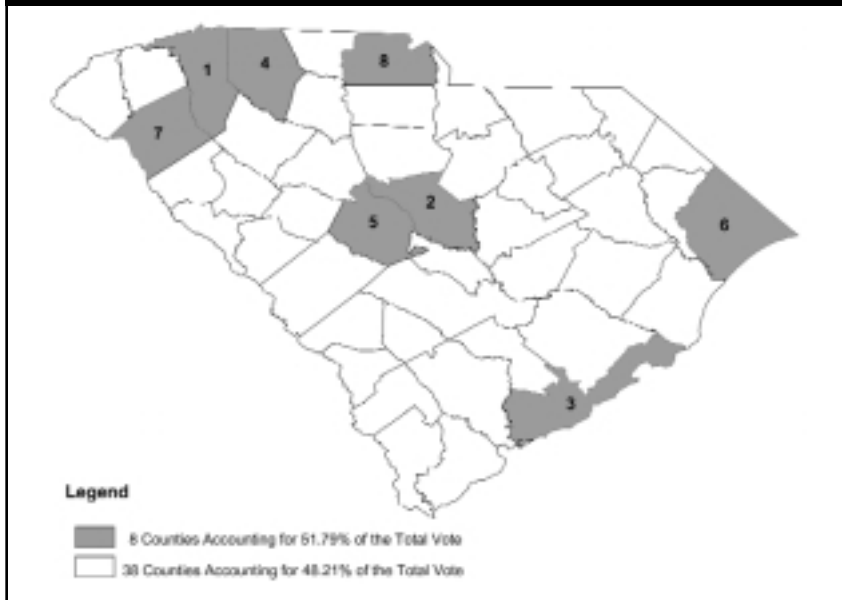 1
4
8
7
2
5
6
3
Legend
8 Counties Accounting for 51.79% of the Total Vote
38 Counties Accounting for 48.21% of the Total Vote